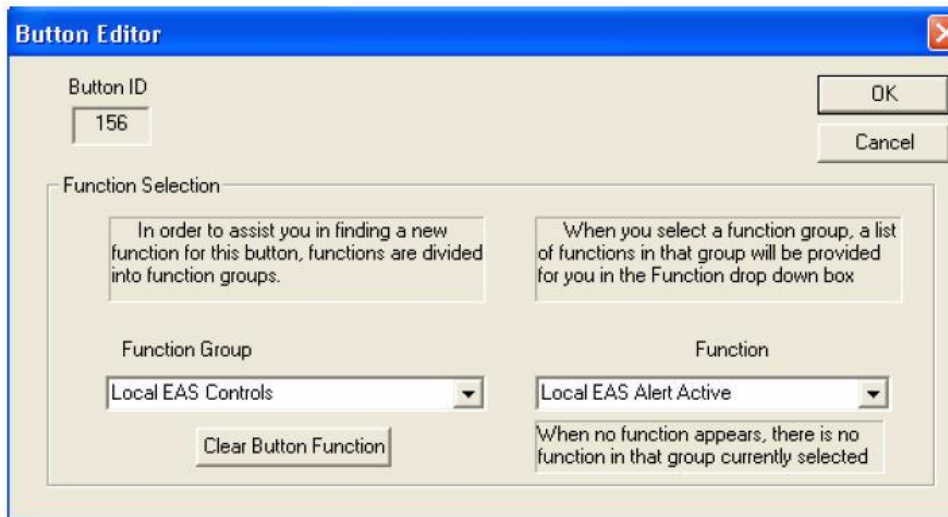 Button Editor
Button ID
156
OK
Cancel
Function Selection
In order to assist you in finding a new
function for this button, functions are divided
into function groups.
When you select a function group, a list
of functions in that group will be provided
for you in the Function drop down box
Function Group
Function
Local EAS Controls
Local EAS Alert Active
Clear Button Function
When no function appears, there is no
function in that group currently selected